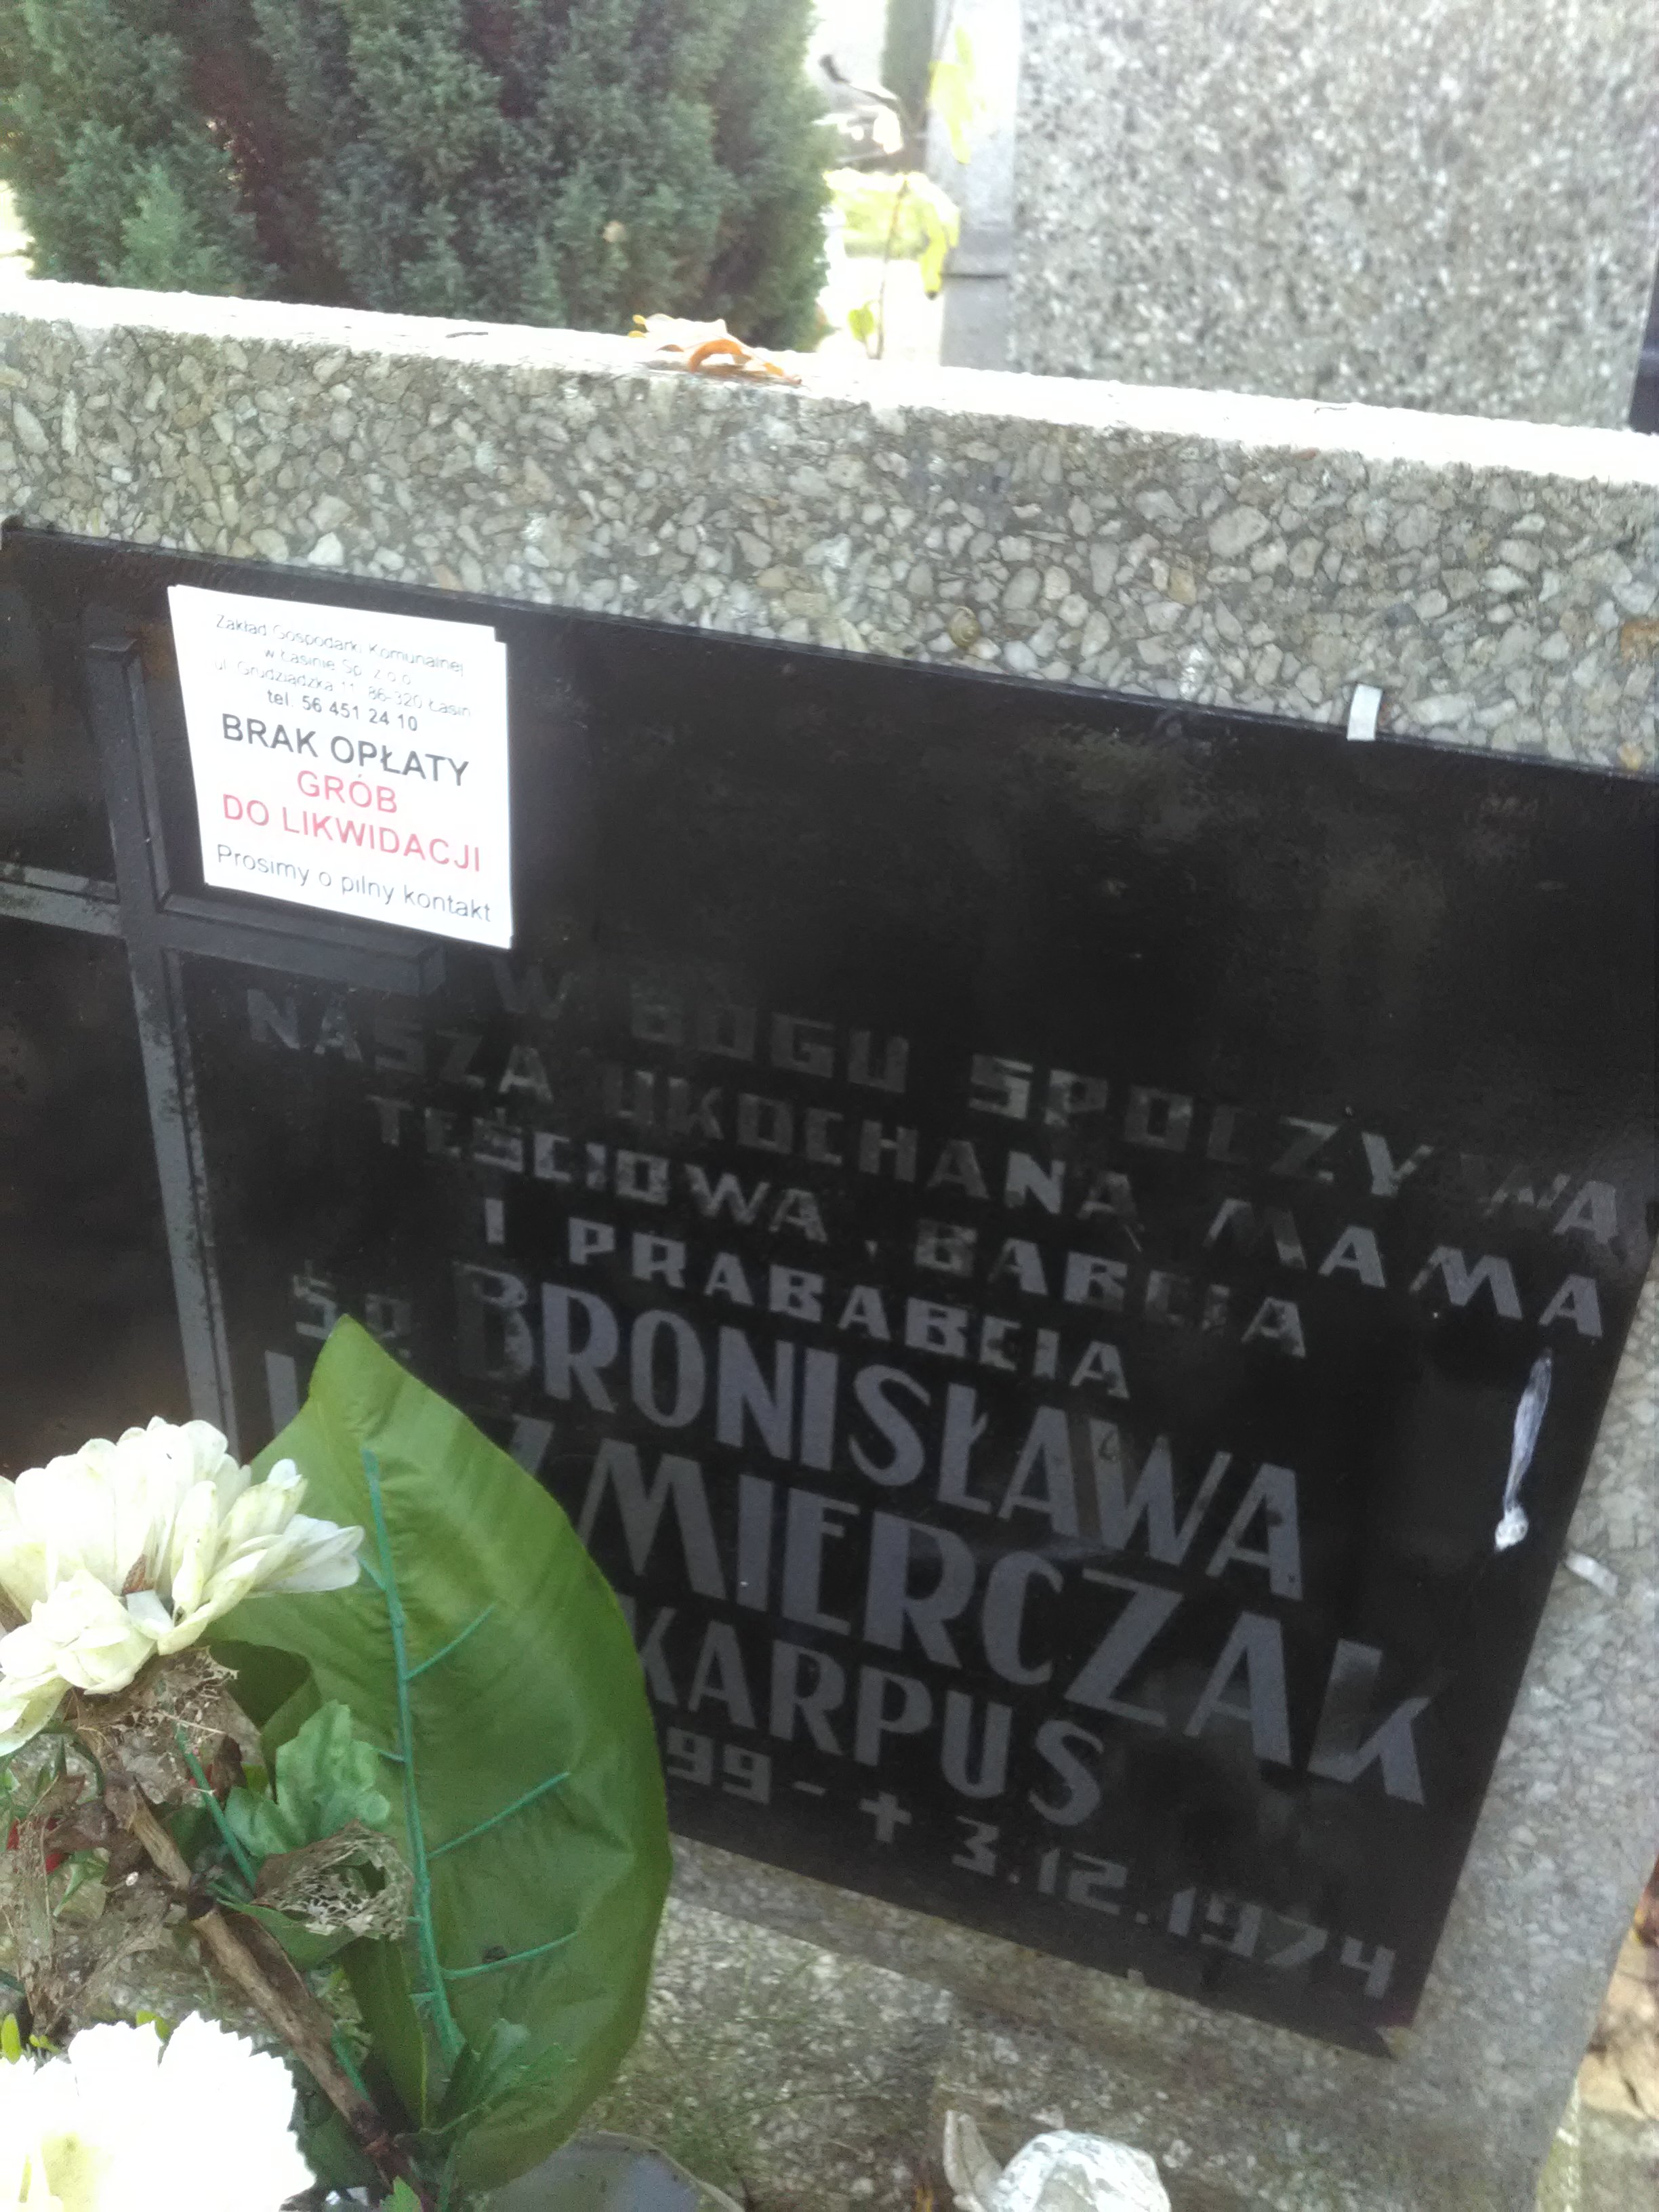 Zakład Gospodarki Komunalnej
w Łasinie Sp. z o.o.
ul. Grudziądzka 11, 86-320 Łasin
tel. 56 451 24 10
BRAK OPŁATY
GRÓB
DO LIKWIDACJI
Prosimy o pilny kontakt
W BOGU SPOCZYWA
NASZA UKOCHANA MAMA
TEŚCIOWA, BABCIA
I PRABABCIA
Ś.P. BRONISŁAWA
KARPUS
99 - ✝ 3.12.1974